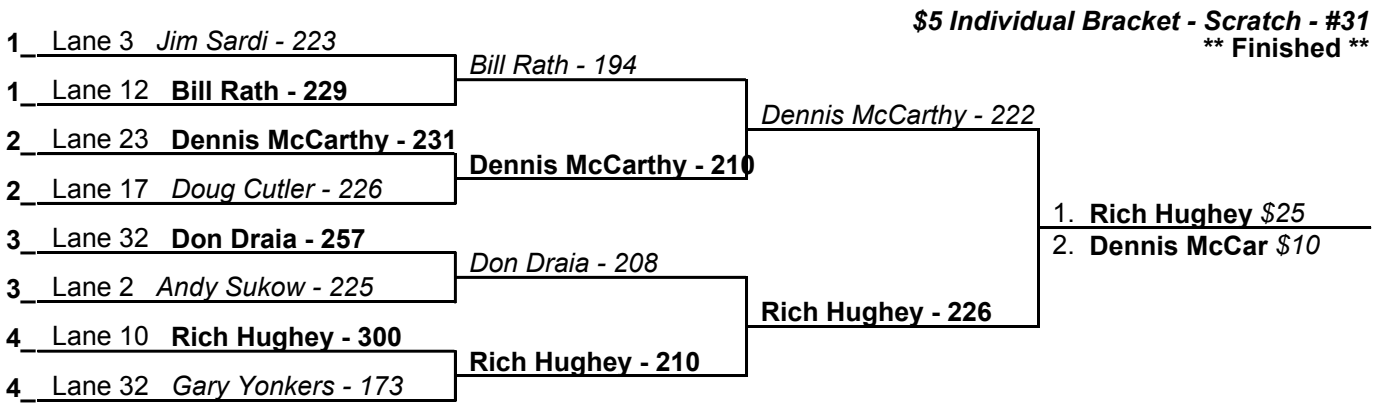 $5 Individual Bracket - Scratch - #31
** Finished **
1_ Lane 3 Jim Sardi - 223
Bill Rath - 194
1_ Lane 12 Bill Rath - 229
Dennis McCarthy - 222
2_ Lane 23 Dennis McCarthy - 231
Dennis McCarthy - 210
2_ Lane 17 Doug Cutler - 226
1. Rich Hughey $25
3_ Lane 32 Don Draia - 257
2. Dennis McCar $10
Don Draia - 208
3_ Lane 2 Andy Sukow - 225
Rich Hughey - 226
4_ Lane 10 Rich Hughey - 300
Rich Hughey - 210
4_ Lane 32 Gary Yonkers - 173